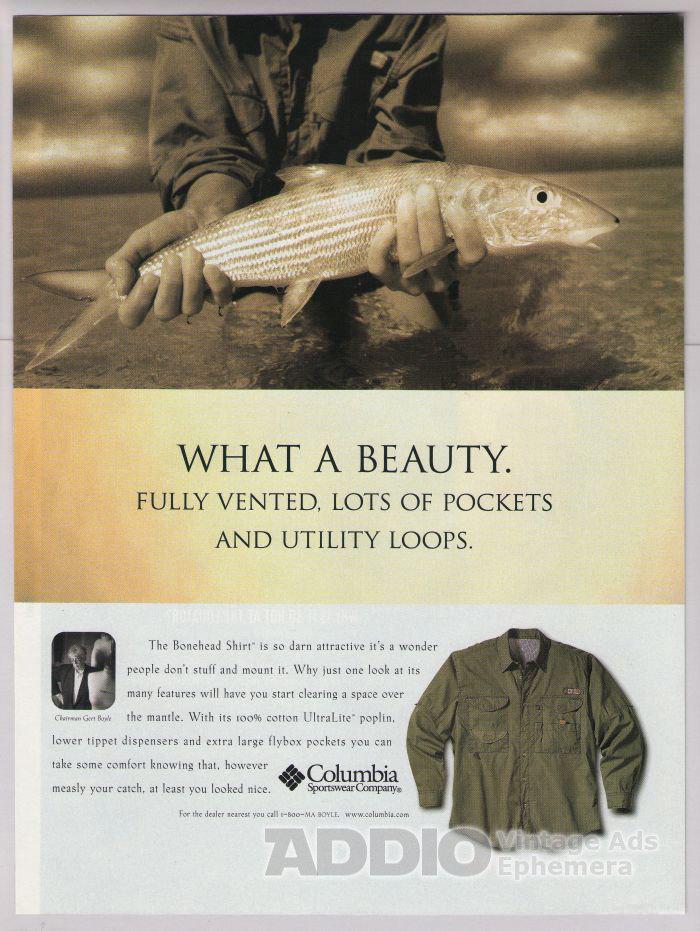 WHAT A BEAUTY.
FULLY VENTED, LOTS OF POCKETS
AND UTILITY LOOPS.
The Bonehead Shirt™ is so darn attractive it's a wonder
people don't stuff and mount it. Why just one look at its
many features will have you start clearing a space over
the mantle. With its 100% cotton UltraLite™ poplin,
lower tippet dispensers and extra large flybox pockets you can
take some comfort knowing that, however
measly your catch, at least you looked nice.
Chairman Gert Boyle
Columbia
Sportswear Company®
For the dealer nearest you call 1-800-MA BOYLE. www.columbia.com
ADDIO Vintage Ads
Ephemera